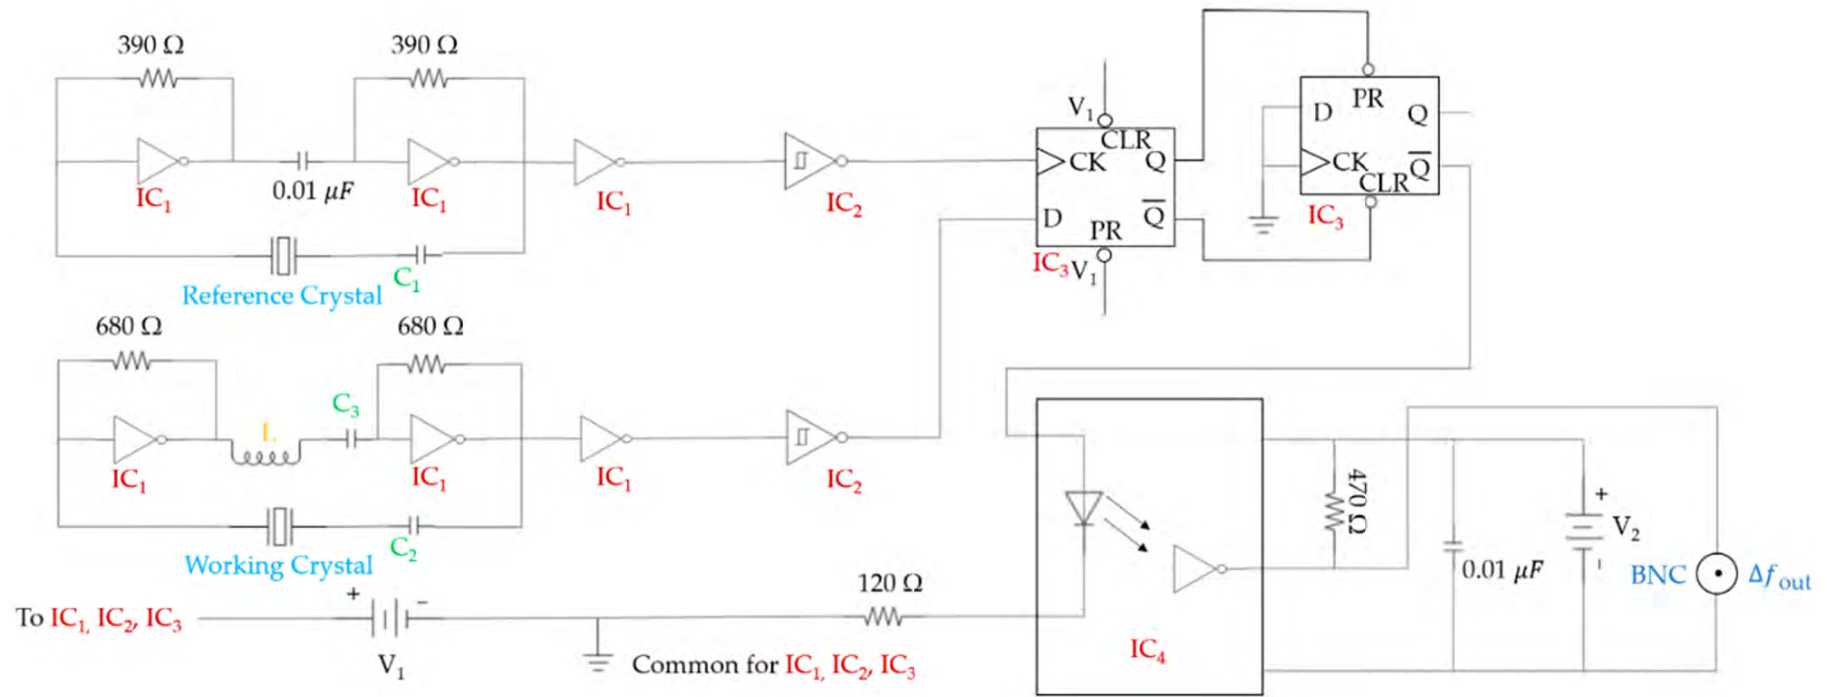 390 Ω
390 Ω
IC1
0.01 μF
IC1
IC1
IC2
Reference Crystal
C1
V1
CLR
CK
Q
D
Q̅
PR
IC3
V1
PR
D
Q
CK
Q̅
CLR
IC3
680 Ω
680 Ω
C3
L
IC1
IC1
IC1
IC2
Working Crystal
C2
To IC1, IC2, IC3
+
-
V1
Common for IC1, IC2, IC3
120 Ω
IC4
470 Ω
0.01 μF
+
V2
-
BNC
Δfout